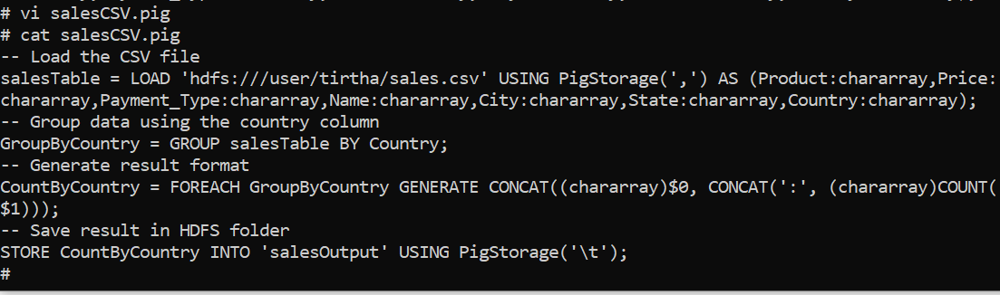 # vi salesCSV.pig
# cat salesCSV.pig
-- Load the CSV file
salesTable = LOAD 'hdfs:///user/tirtha/sales.csv' USING PigStorage(',') AS (Product:chararray,Price:
chararray,Payment_Type:chararray,Name:chararray,City:chararray,State:chararray,Country:chararray);
-- Group data using the country column
GroupByCountry = GROUP salesTable BY Country;
-- Generate result format
CountByCountry = FOREACH GroupByCountry GENERATE CONCAT((chararray)$0, CONCAT(':', (chararray)COUNT(
$1)));
-- Save result in HDFS folder
STORE CountByCountry INTO 'salesOutput' USING PigStorage('\t');
#